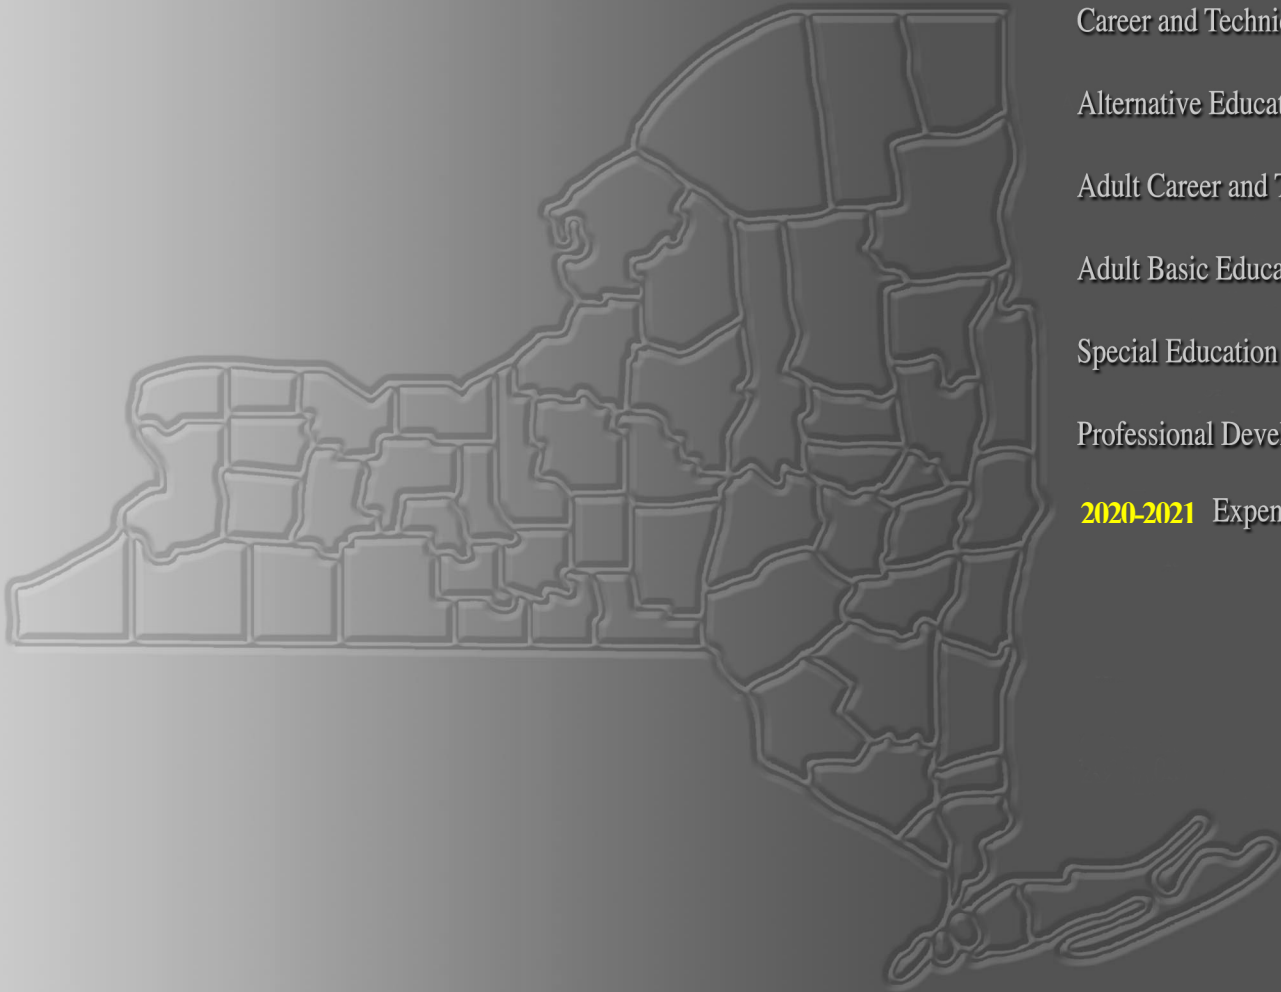 Career and Techni
Alternative Educat
Adult Career and T
Adult Basic Educa
Special Education
Professional Deve
2020-2021 Expen